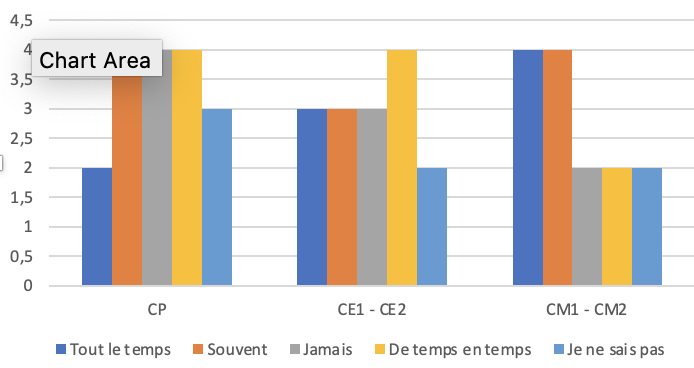 4,5
4
Chart Area
3,5
3
2,5
2
1,5
1
0,5
0
CP
CE1 - CE2
CM1 - CM2
Tout le temps
Souvent
Jamais
De temps en temps
Je ne sais pas